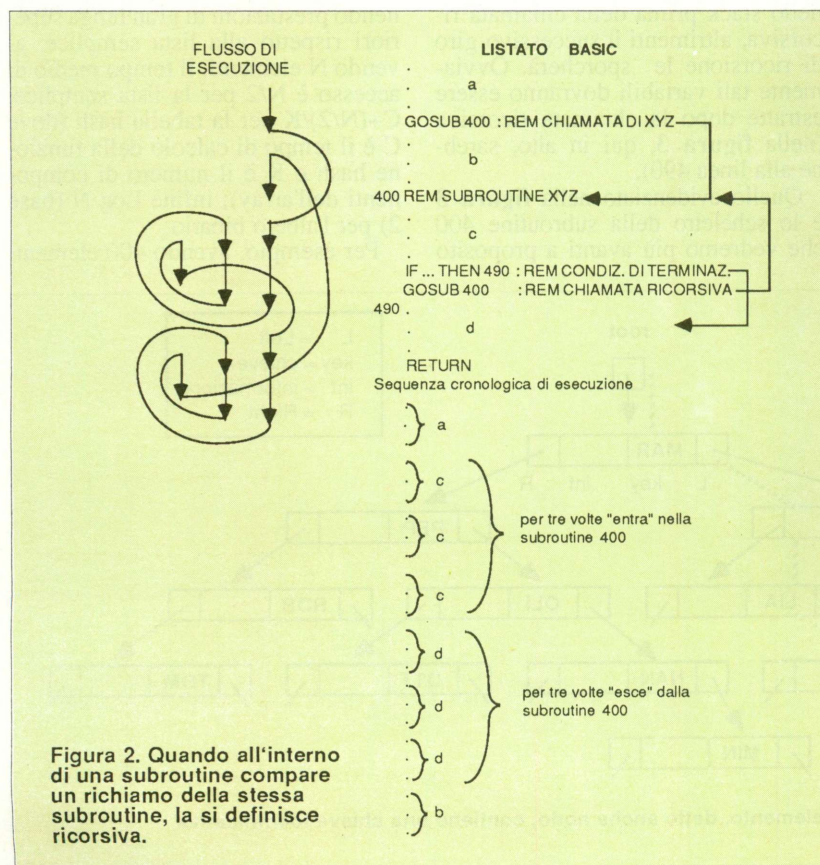 FLUSSO DI
ESECUZIONE
LISTATO BASIC
a
GOSUB 400 : REM CHIAMATA DI XYZ
b
400 REM SUBROUTINE XYZ
c
IF ... THEN 490 : REM CONDIZ. DI TERMINAZ.
GOSUB 400 : REM CHIAMATA RICORSIVA
490 .
d
RETURN
Sequenza cronologica di esecuzione
a
c
c
c
per tre volte "entra" nella
subroutine 400
d
d
d
per tre volte "esce" dalla
subroutine 400
b
Figura 2. Quando all'interno
di una subroutine compare
un richiamo della stessa
subroutine, la si definisce
ricorsiva.